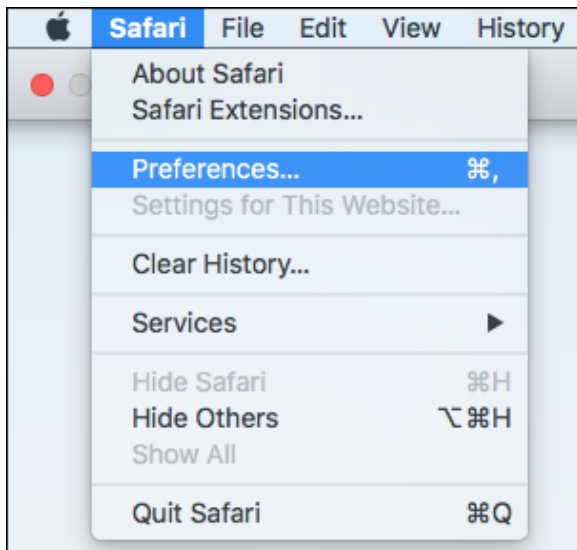 Safari File Edit View History
About Safari
Safari Extensions...
Preferences... ⌘,
Settings for This Website...
Clear History...
Services ▶
Hide Safari ⌘H
Hide Others ⌥⌘H
Show All
Quit Safari ⌘Q